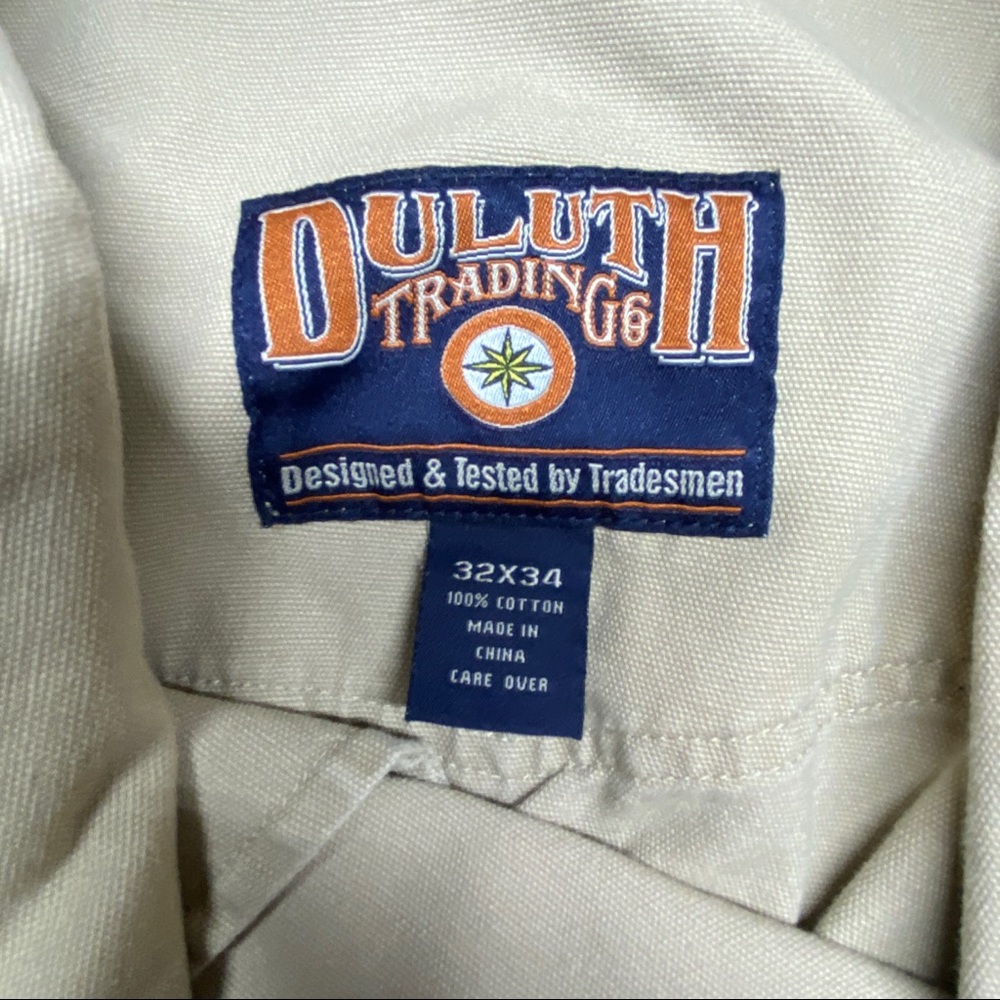 DULUTH
TRADING CO
Designed & Tested by Tradesmen
32X34
100% COTTON
MADE IN
CHINA
CARE OVER